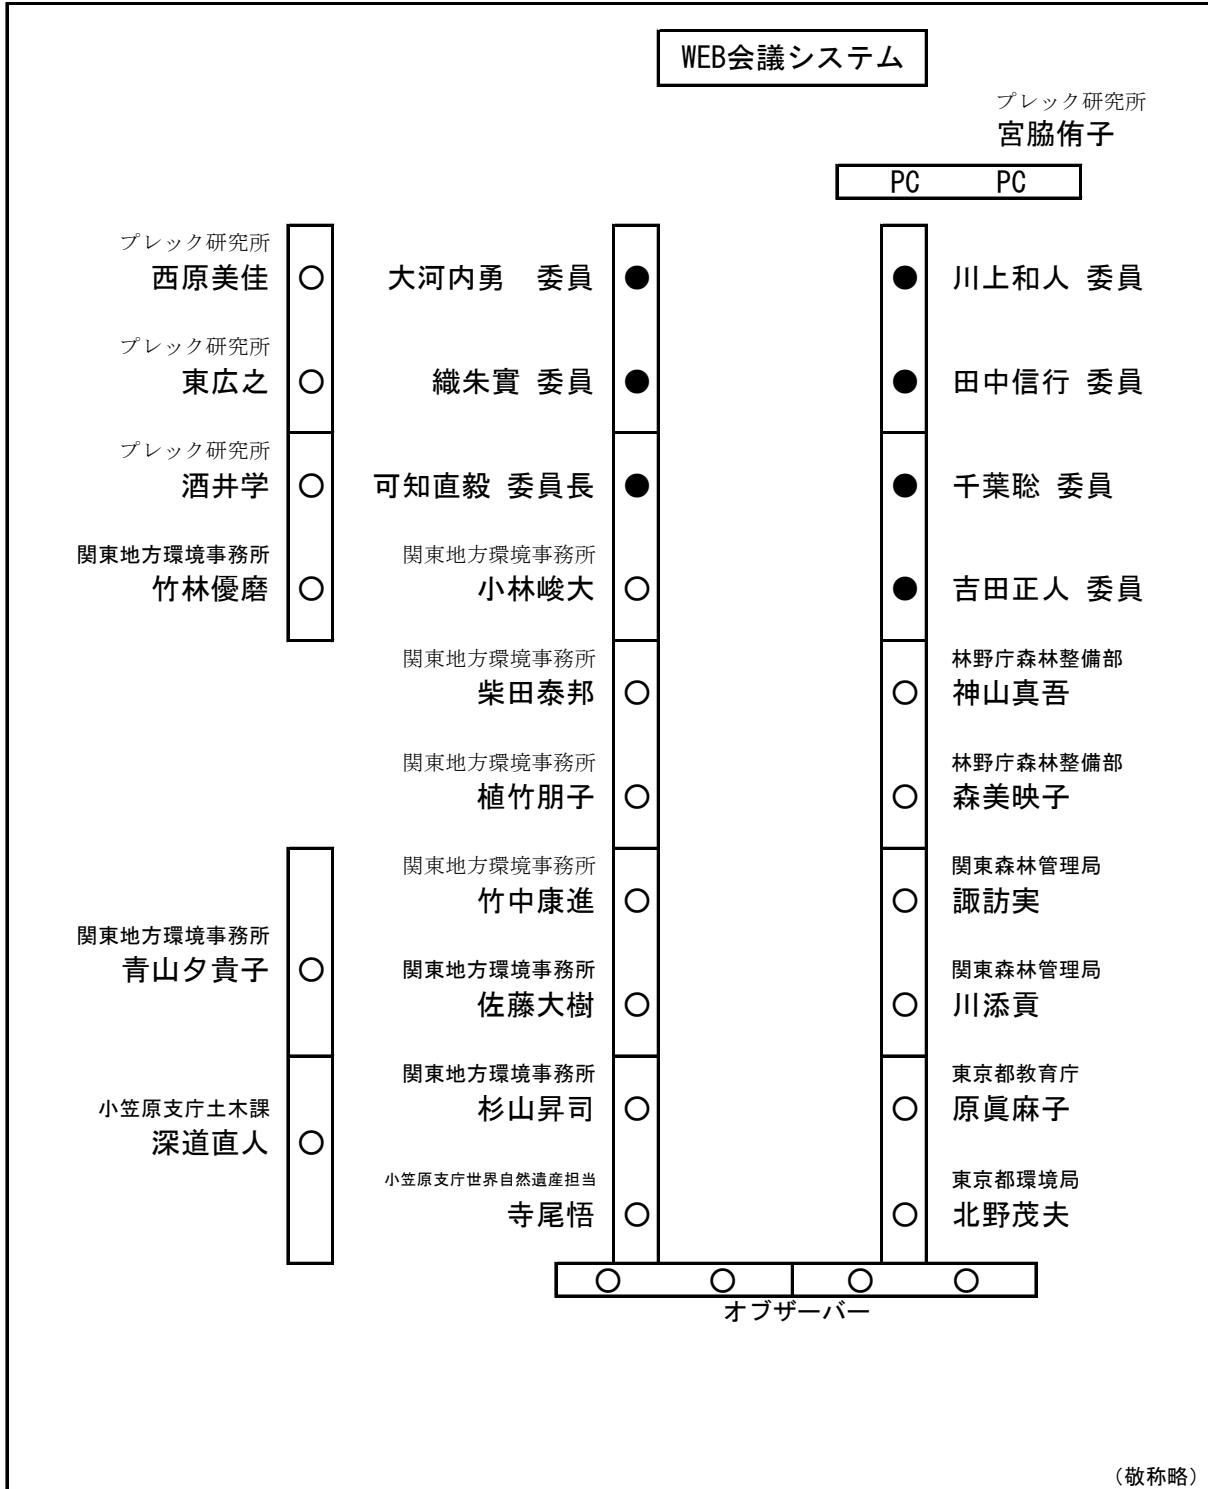 WEB会議システム
プレック研究所
宮脇侑子
PC PC
プレック研究所
西原美佳 ○
大河内勇 委員 ●
● 川上和人 委員
プレック研究所
東広之 ○
織朱實 委員 ●
● 田中信行 委員
プレック研究所
酒井学 ○
可知直毅 委員長 ●
● 千葉聡 委員
関東地方環境事務所
竹林優磨 ○
関東地方環境事務所
小林峻大 ○
● 吉田正人 委員
関東地方環境事務所
柴田泰邦 ○
林野庁森林整備部
○ 神山真吾
関東地方環境事務所
植竹朋子 ○
林野庁森林整備部
○ 森美映子
関東地方環境事務所
竹中康進 ○
関東森林管理局
○ 諏訪実
関東地方環境事務所
青山夕貴子 ○
関東地方環境事務所
佐藤大樹 ○
関東森林管理局
○ 川添貢
関東地方環境事務所
杉山昇司 ○
東京都教育庁
○ 原眞麻子
小笠原支庁土木課
深道直人 ○
小笠原支庁世界自然遺産担当
寺尾悟 ○
東京都環境局
○ 北野茂夫
○ ○ ○ ○
オブザーバー
（敬称略）